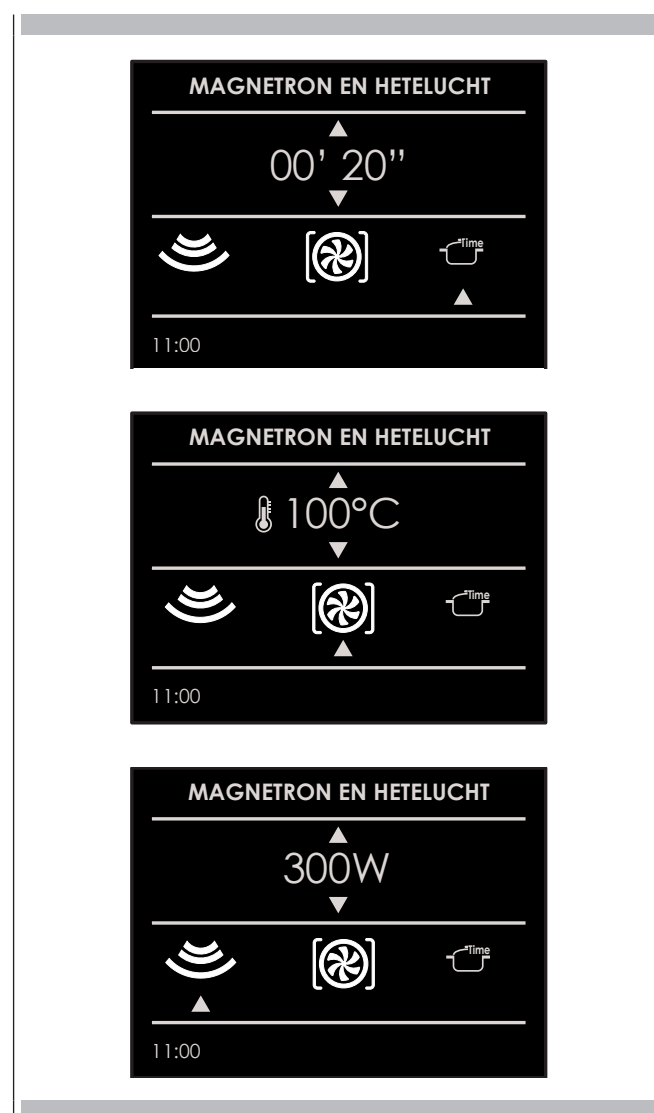 MAGNETRON EN HETELUCHT
00’ 20’’
Time
11:00
MAGNETRON EN HETELUCHT
100°C
Time
11:00
MAGNETRON EN HETELUCHT
300W
Time
11:00